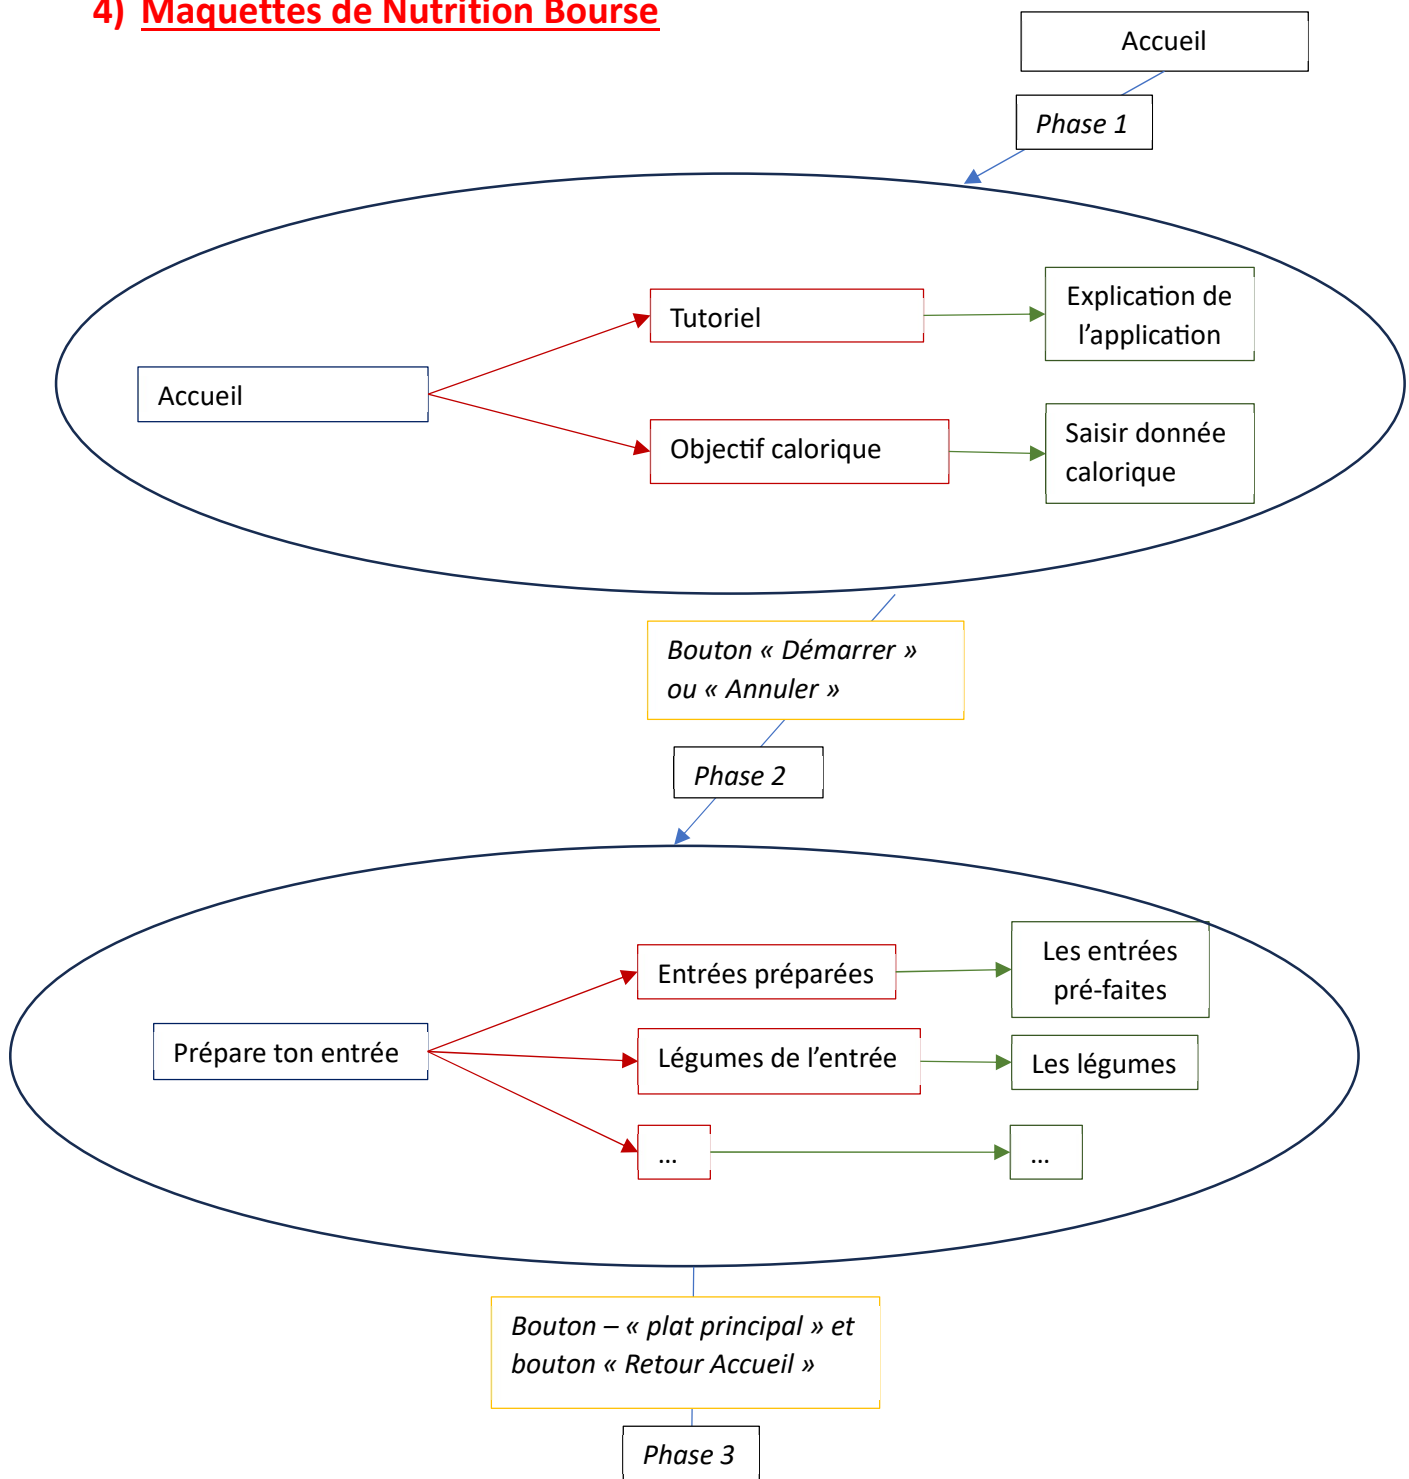 4) Maquettes de Nutrition Bourse
Accueil
Phase 1
Tutoriel
Explication de
l’application
Accueil
Objectif calorique
Saisir donnée
calorique
Bouton « Démarrer »
ou « Annuler »
Phase 2
Entrées préparées
Les entrées
pré-faites
Prépare ton entrée
Légumes de l’entrée
Les légumes
...
...
Bouton – « plat principal » et
bouton « Retour Accueil »
Phase 3